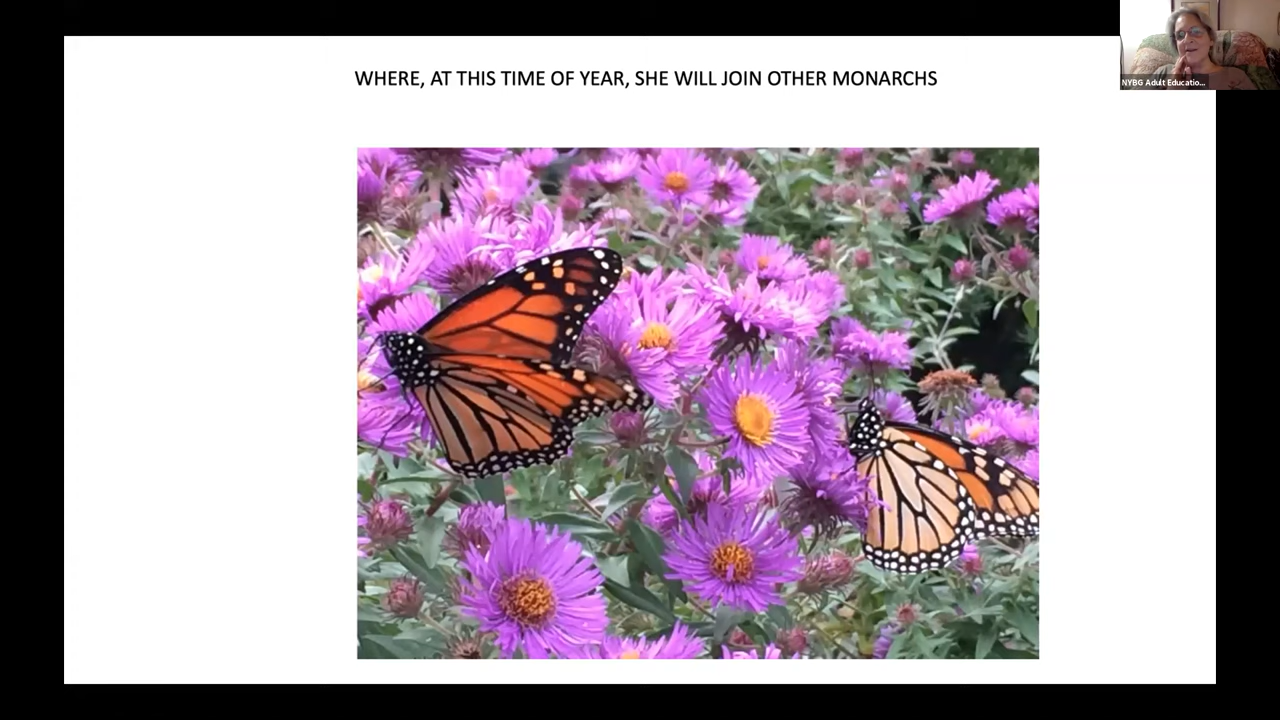 WHERE, AT THIS TIME OF YEAR, SHE WILL JOIN OTHER MONARCHS
NYBG Adult Educatio...